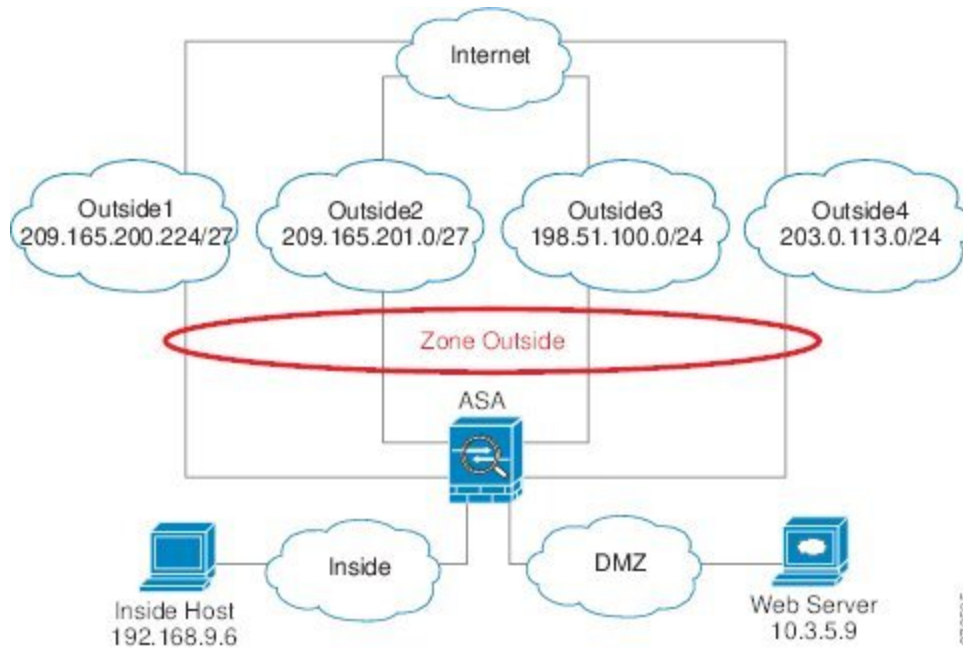 Internet
Outside1
209.165.200.224/27
Outside2
209.165.201.0/27
Outside3
198.51.100.0/24
Outside4
203.0.113.0/24
Zone Outside
ASA
Inside
DMZ
Inside Host
192.168.9.6
Web Server
10.3.5.9